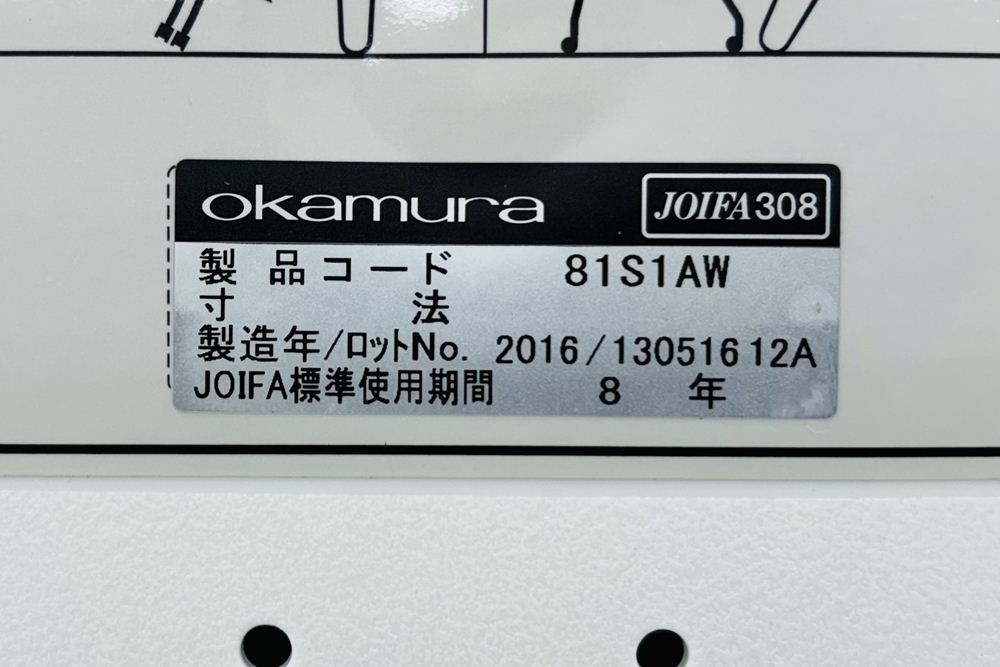 okamura JOIFA308
製品コード 81S1AW
寸法
製造年/ロットNo. 2016/13051612A
JOIFA標準使用期間 8 年